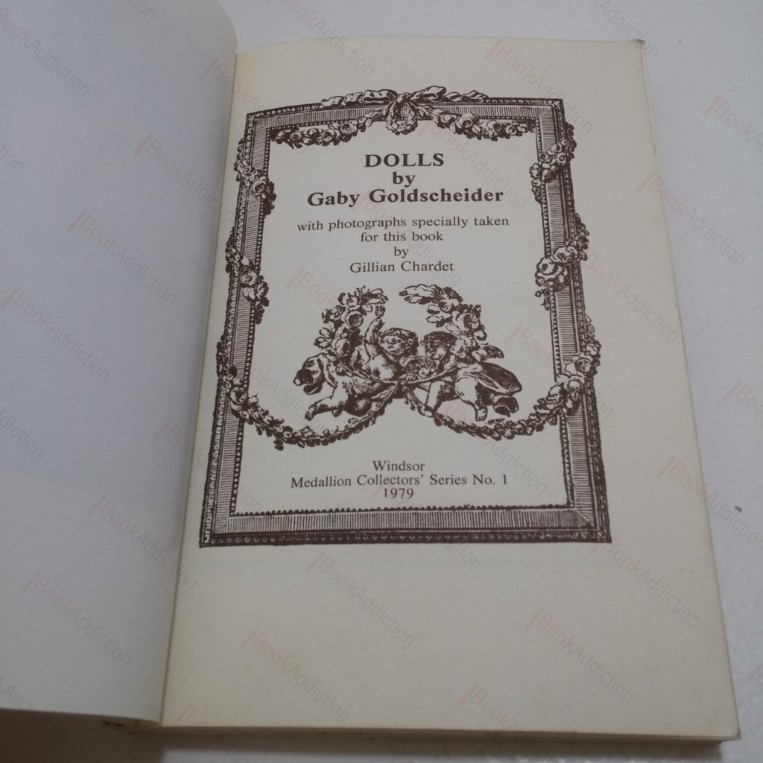 DOLLS
by
Gaby Goldscheider
with photographs specially taken
for this book
by
Gillian Chardet
Windsor
Medallion Collectors' Series No. 1
1979
BookAddiction